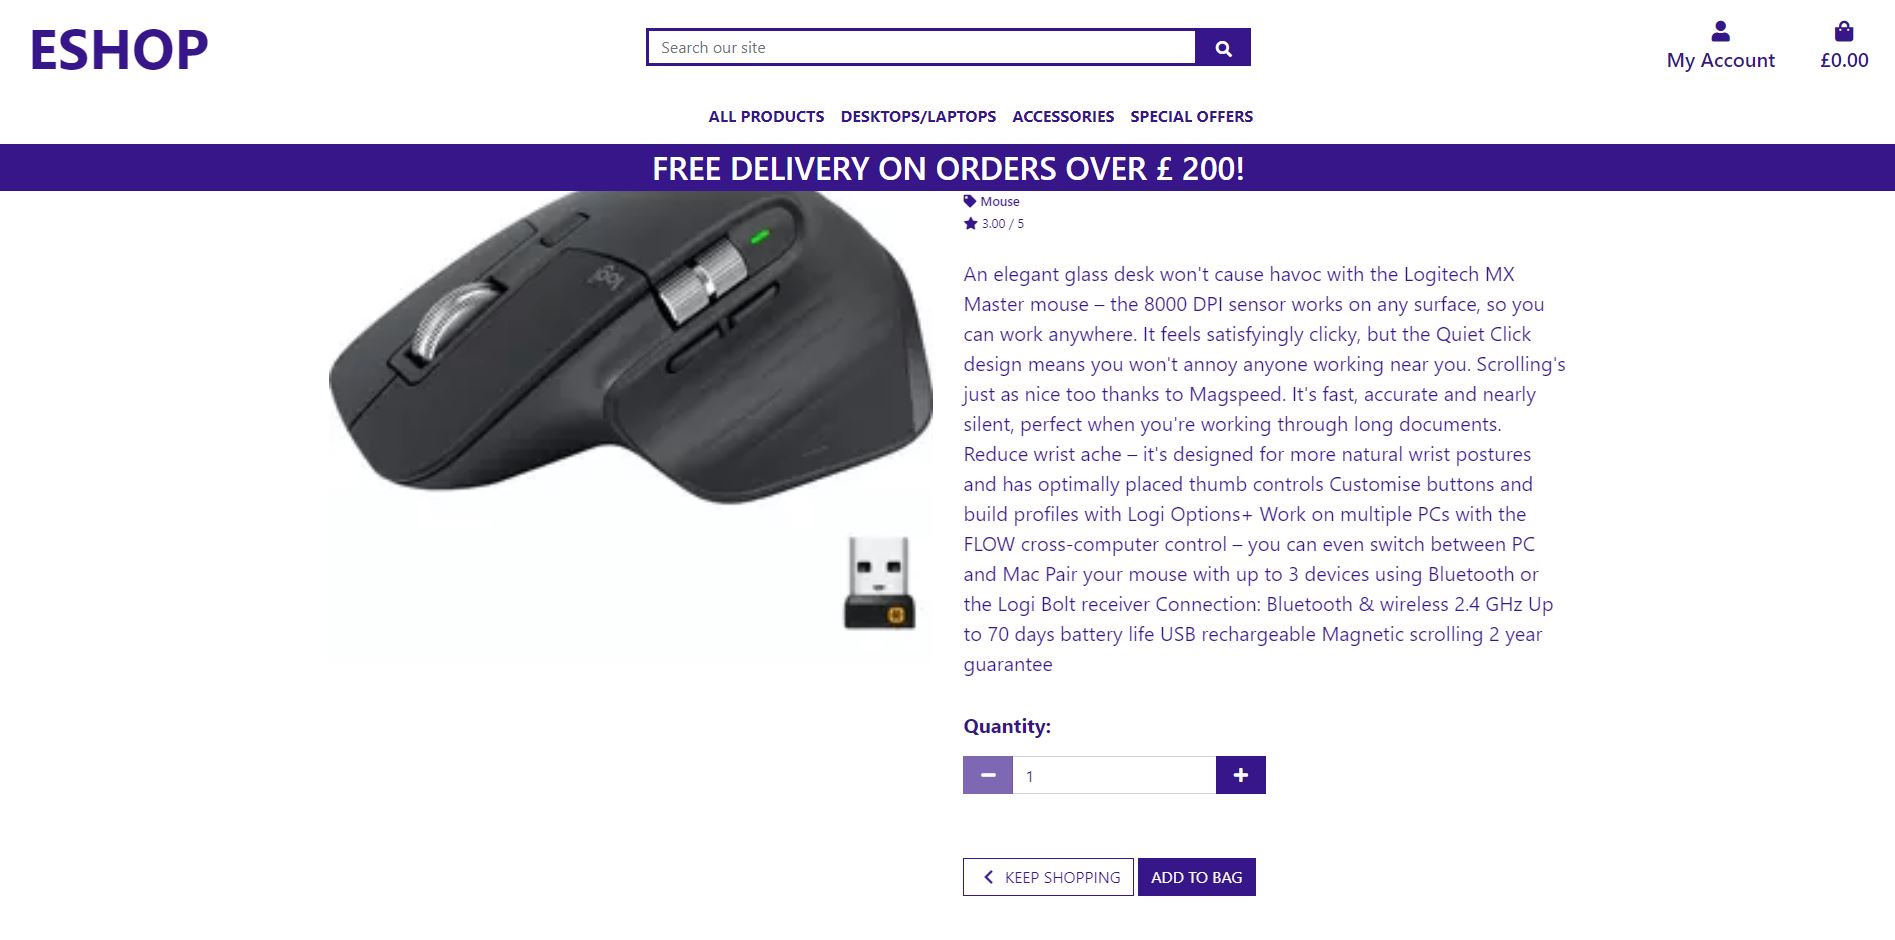 ESHOP
Search our site
My Account
£0.00
ALL PRODUCTS DESKTOPS/LAPTOPS ACCESSORIES SPECIAL OFFERS
FREE DELIVERY ON ORDERS OVER £ 200!
logi
Mouse
3.00 / 5
An elegant glass desk won't cause havoc with the Logitech MX
Master mouse – the 8000 DPI sensor works on any surface, so you
can work anywhere. It feels satisfyingly clicky, but the Quiet Click
design means you won't annoy anyone working near you. Scrolling's
just as nice too thanks to Magspeed. It's fast, accurate and nearly
silent, perfect when you're working through long documents.
Reduce wrist ache – it's designed for more natural wrist postures
and has optimally placed thumb controls Customise buttons and
build profiles with Logi Options+ Work on multiple PCs with the
FLOW cross-computer control – you can even switch between PC
and Mac Pair your mouse with up to 3 devices using Bluetooth or
the Logi Bolt receiver Connection: Bluetooth & wireless 2.4 GHz Up
to 70 days battery life USB rechargeable Magnetic scrolling 2 year
guarantee
Quantity:
1
KEEP SHOPPING
ADD TO BAG